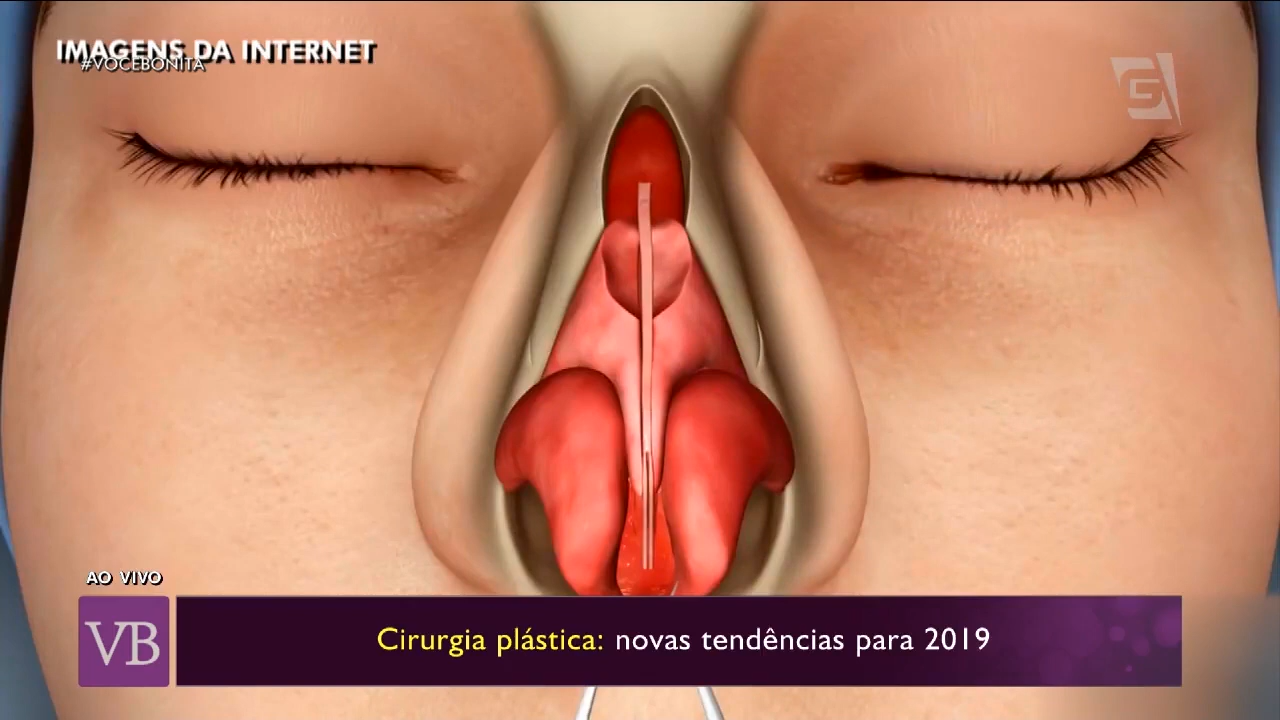 IMAGENS DA INTERNET
#VOCEBONITA
G
AO VIVO
VB
Cirurgia plástica: novas tendências para 2019